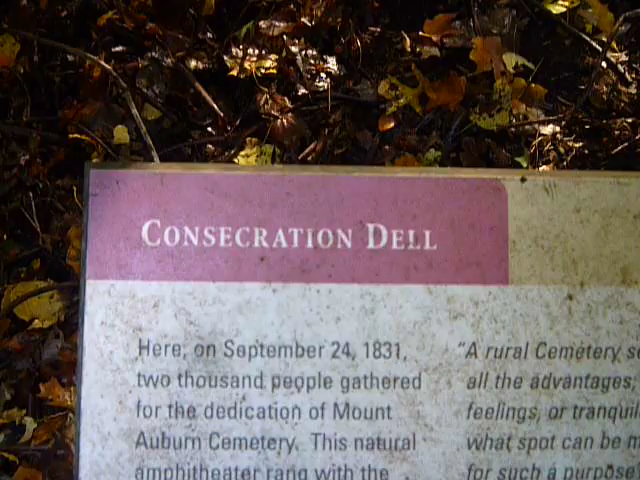 CONSECRATION DELL
Here, on September 24, 1831,
two thousand people gathered
for the dedication of Mount
Auburn Cemetery. This natural
amphitheater rang with the
"A rural Cemetery
all the advantages,
feelings, or
what spot can be
for such a purpose